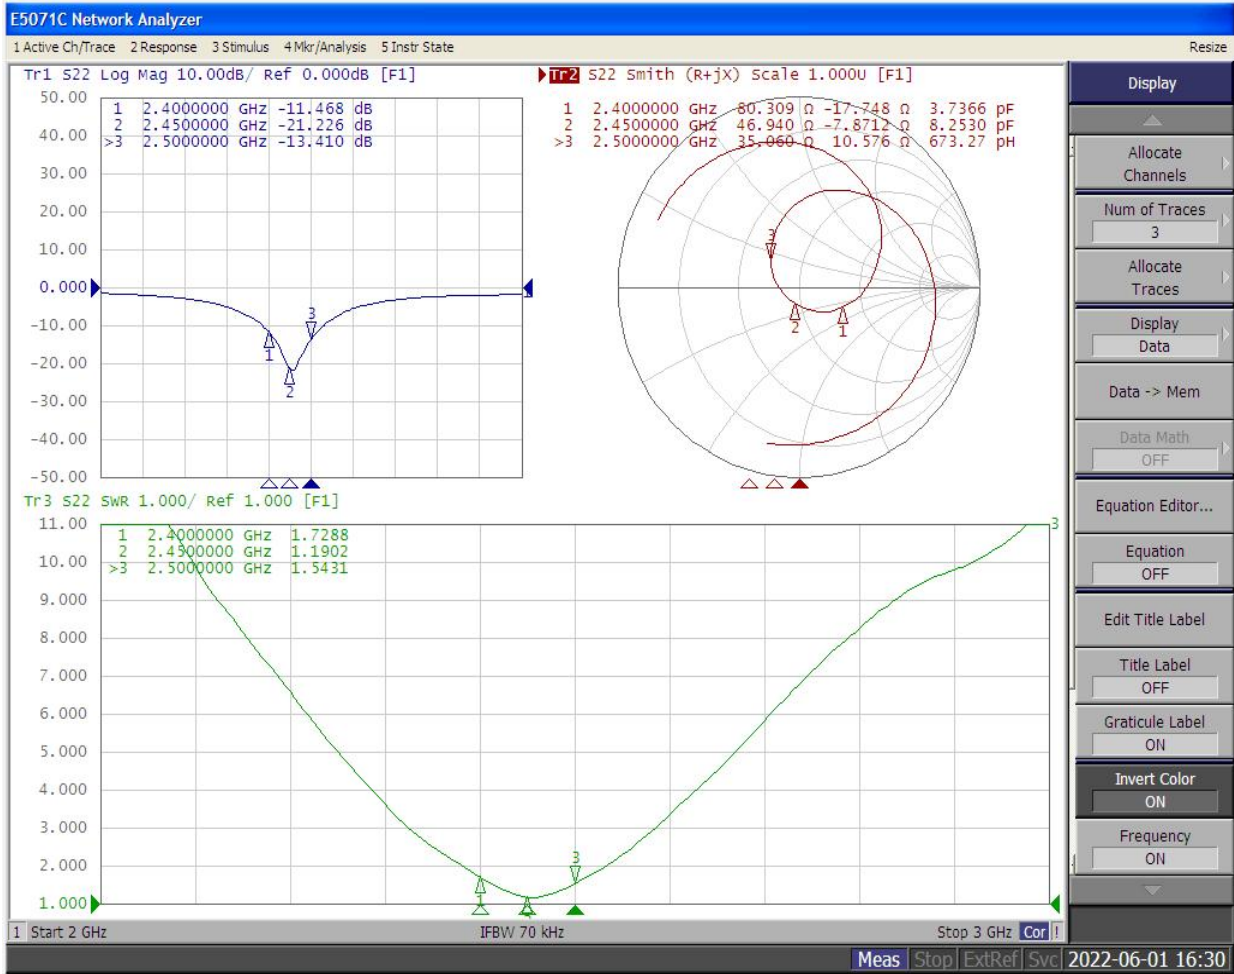 E5071C Network Analyzer
1 Active Ch/Trace 2 Response 3 Stimulus 4 Mkr/Analysis 5 Instr State Resize
Tr1 S22 Log Mag 10.00dB/ Ref 0.000dB [F1]
50.00
40.00
30.00
20.00
10.00
0.000
-10.00
-20.00
-30.00
-40.00
-50.00
1 2.4000000 GHz -11.468 dB
2 2.4500000 GHz -21.226 dB
>3 2.5000000 GHz -13.410 dB
1
2
3
1
Tr2 S22 Smith (R+jX) Scale 1.000U [F1]
1 2.4000000 GHz 80.309 Ω -17.748 Ω 3.7366 pF
2 2.4500000 GHz 46.940 Ω -7.8712 Ω 8.2530 pF
>3 2.5000000 GHz 35.060 Ω 10.576 Ω 673.27 pH
3
2
1
Tr3 S22 SWR 1.000/ Ref 1.000 [F1]
11.00
10.00
9.000
8.000
7.000
6.000
5.000
4.000
3.000
2.000
1.000
1 2.4000000 GHz 1.7288
2 2.4500000 GHz 1.1902
>3 2.5000000 GHz 1.5431
3
1
3
1 Start 2 GHz IFBW 70 kHz Stop 3 GHz Cor !
Display
Allocate
Channels
Num of Traces
3
Allocate
Traces
Display
Data
Data -> Mem
Data Math
OFF
Equation Editor...
Equation
OFF
Edit Title Label
Title Label
OFF
Graticule Label
ON
Invert Color
ON
Frequency
ON
Meas Stop ExtRef Svc 2022-06-01 16:30